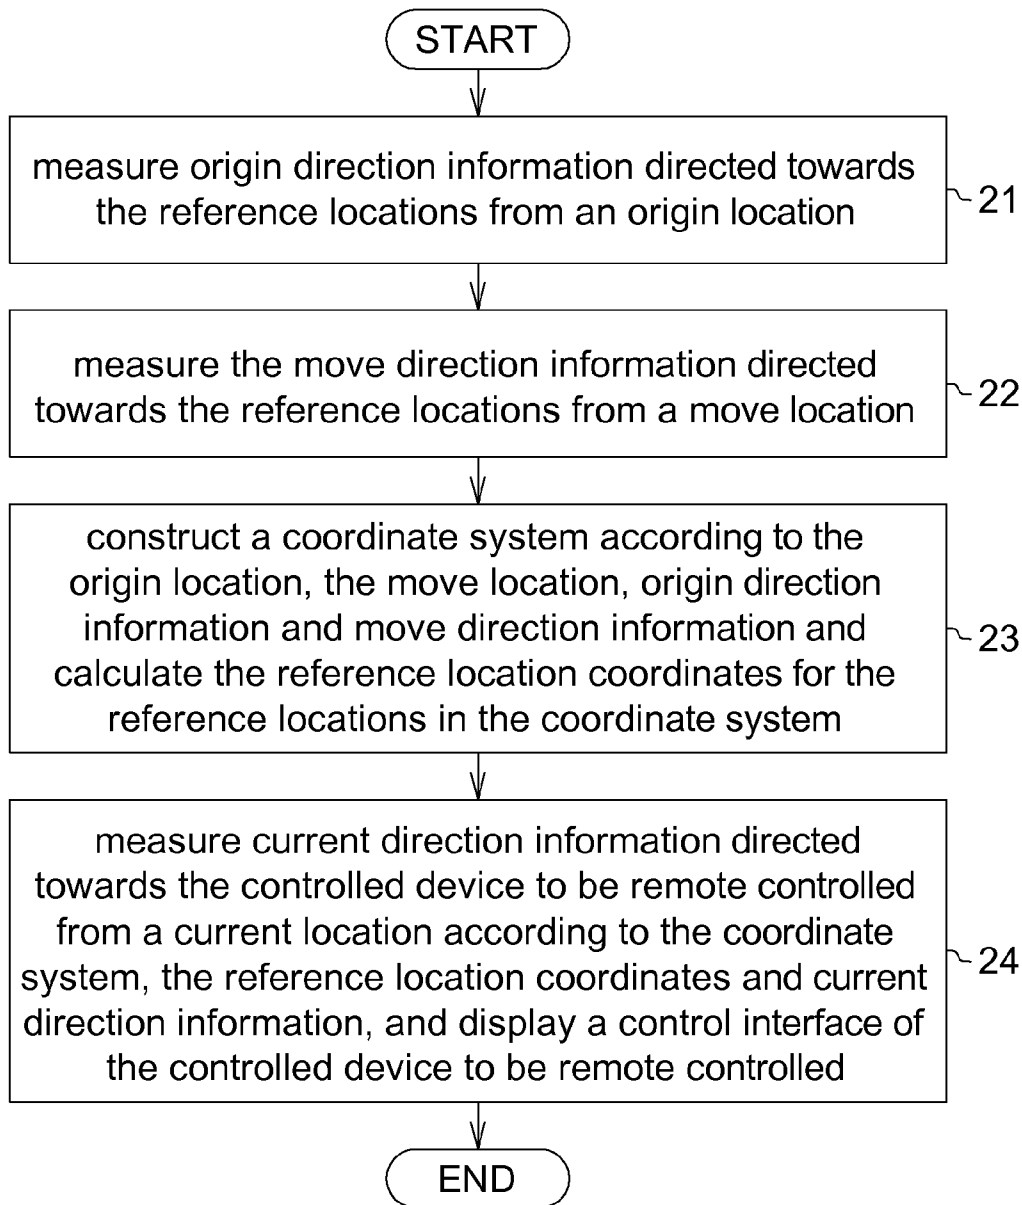 START
measure origin direction information directed towards
the reference locations from an origin location
21
measure the move direction information directed
towards the reference locations from a move location
22
construct a coordinate system according to the
origin location, the move location, origin direction
information and move direction information and
calculate the reference location coordinates for the
reference locations in the coordinate system
23
measure current direction information directed
towards the controlled device to be remote controlled
from a current location according to the coordinate
system, the reference location coordinates and current
direction information, and display a control interface of
the controlled device to be remote controlled
24
END